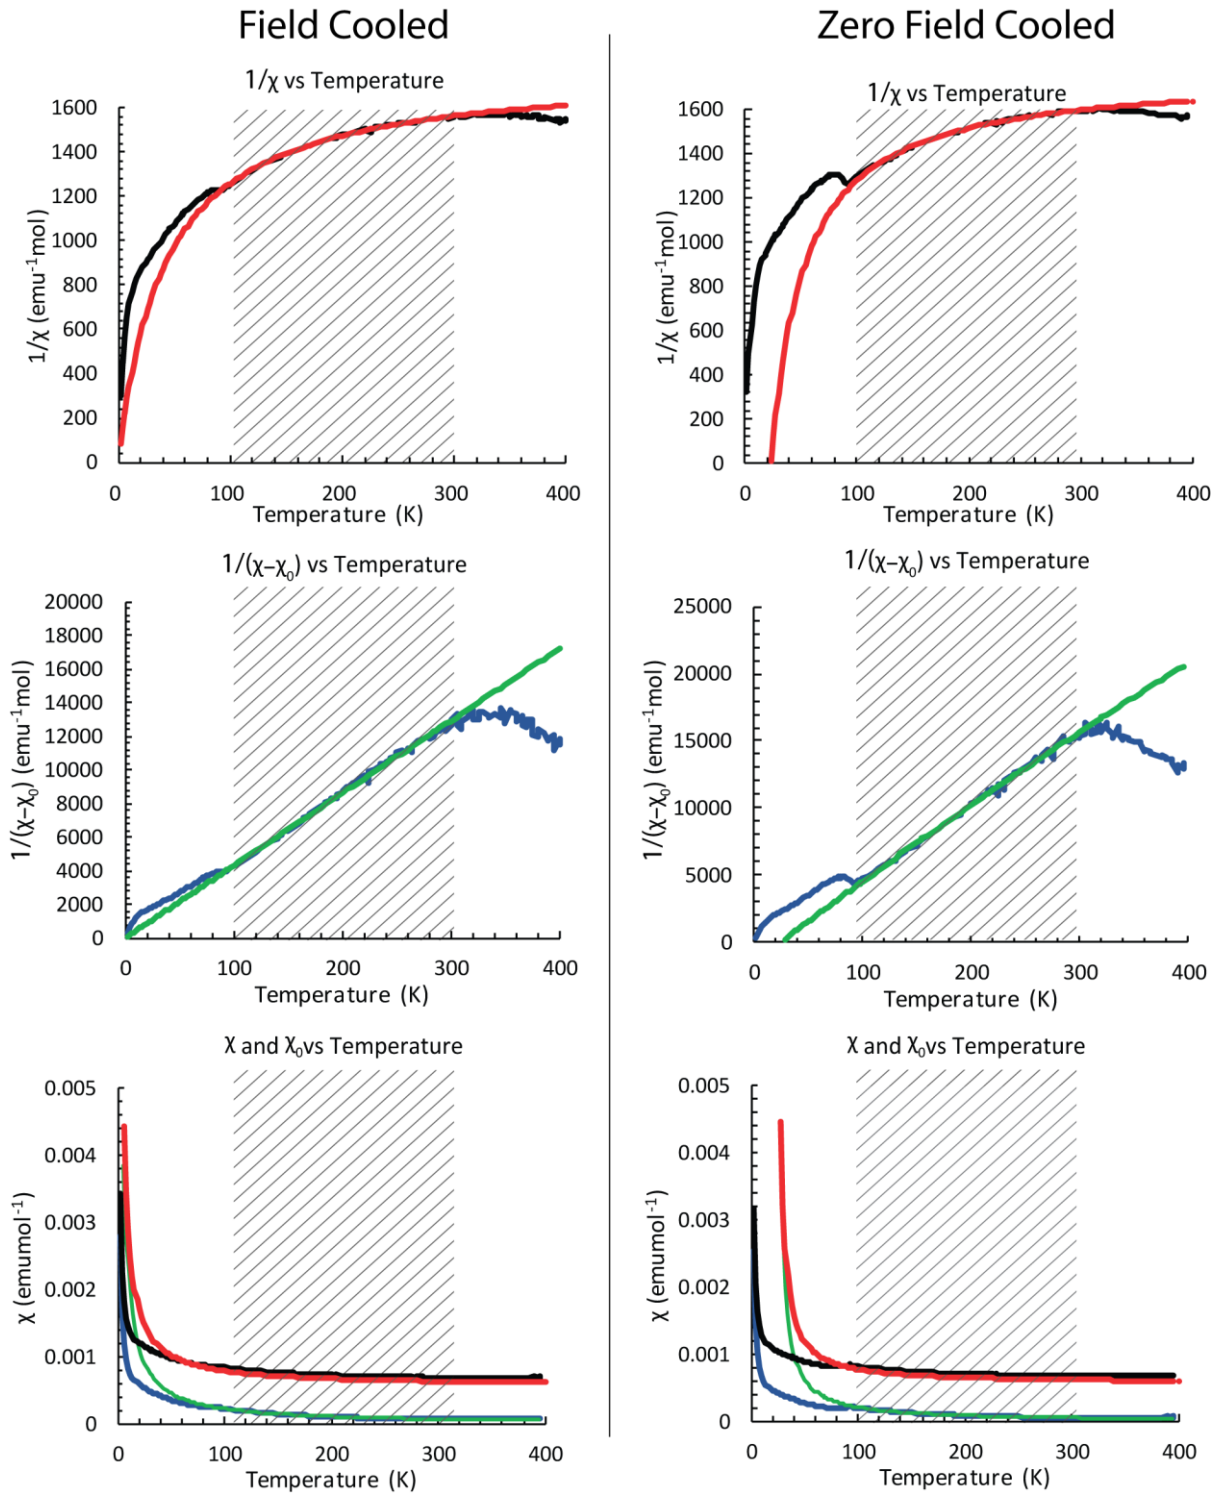 Field Cooled
1/χ vs Temperature
1/χ (emu⁻¹mol)
1600
1400
1200
1000
800
600
400
200
0
0 100 200 300 400
Temperature (K)
1/(χ–χ₀) vs Temperature
1/(χ–χ₀) (emu⁻¹mol)
20000
18000
16000
14000
12000
10000
8000
6000
4000
2000
0
0 100 200 300 400
Temperature (K)
χ and χ₀vs Temperature
χ (emumol⁻¹)
0.005
0.004
0.003
0.002
0.001
0
0 100 200 300 400
Temperature (K)
Zero Field Cooled
1/χ vs Temperature
1/χ (emu⁻¹mol)
1600
1400
1200
1000
800
600
400
200
0
0 100 200 300 400
Temperature (K)
1/(χ–χ₀) vs Temperature
1/(χ–χ₀) (emu⁻¹mol)
25000
20000
15000
10000
5000
0
0 100 200 300 400
Temperature (K)
χ and χ₀vs Temperature
χ (emumol⁻¹)
0.005
0.004
0.003
0.002
0.001
0
0 100 200 300 400
Temperature (K)